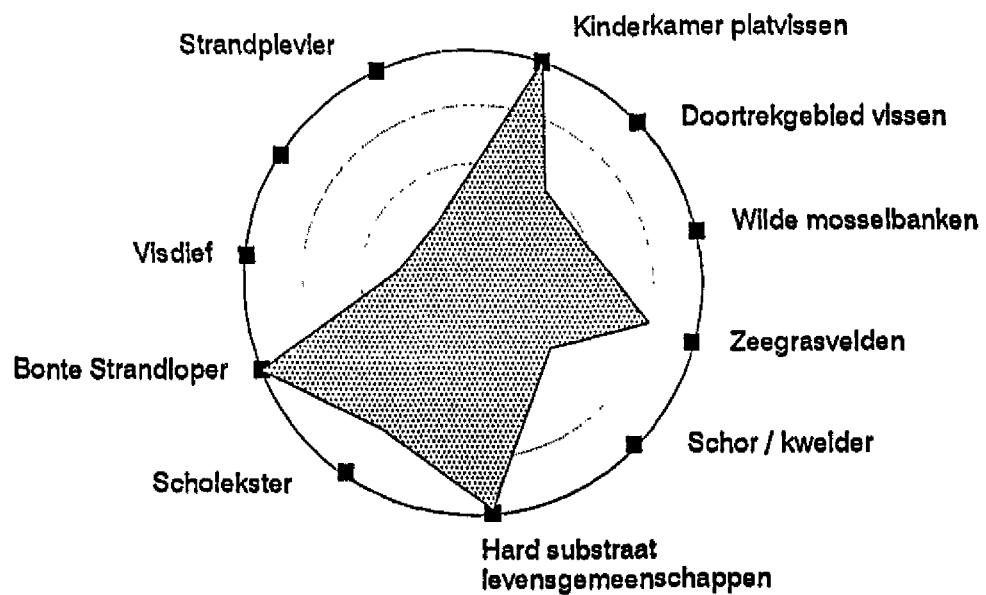 Kinderkamer platvissen
Strandplevier
Doortrekgebied vissen
Wilde mosselbanken
Visdief
Zeegrasvelden
Bonte Strandloper
Schor / kwelder
Scholekster
Hard substraat
levensgemeenschappen